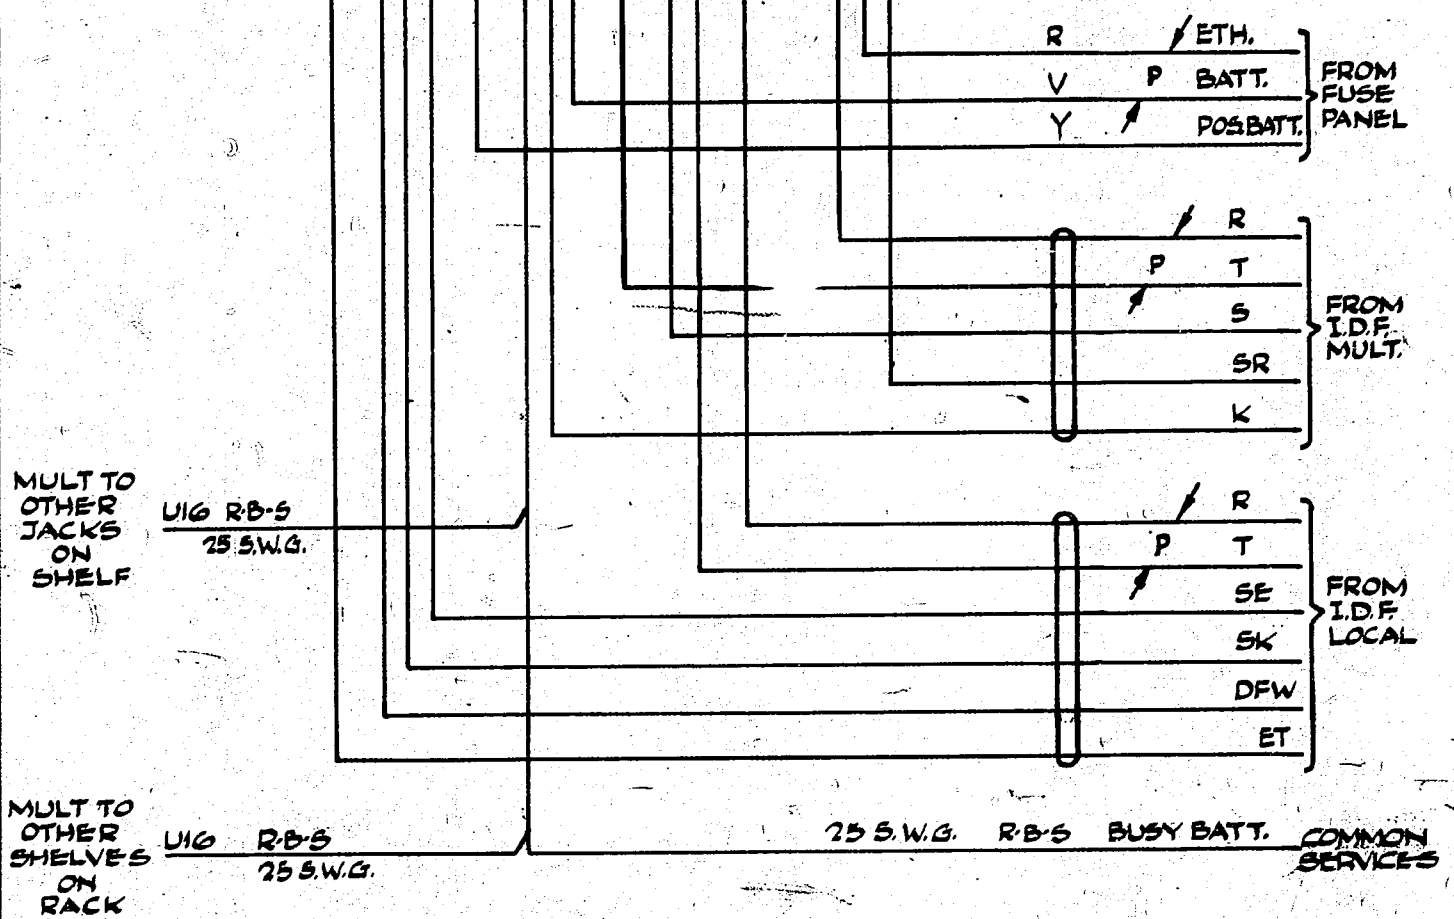 R ETH.
V P BATT.
Y POS.BATT.
FROM
FUSE
PANEL
R
P T
S
SR
K
FROM
I.D.F.
MULT.
MULT TO
OTHER
JACKS
ON
SHELF
U16 R-B-S
25 S.W.G.
R
P T
SE
SK
DFW
ET
FROM
I.D.F.
LOCAL
MULT TO
OTHER
SHELVES
ON
RACK
U16 R-B-S
25 S.W.G.
25 S.W.G. R-B-S BUSY BATT.
COMMON
SERVICES